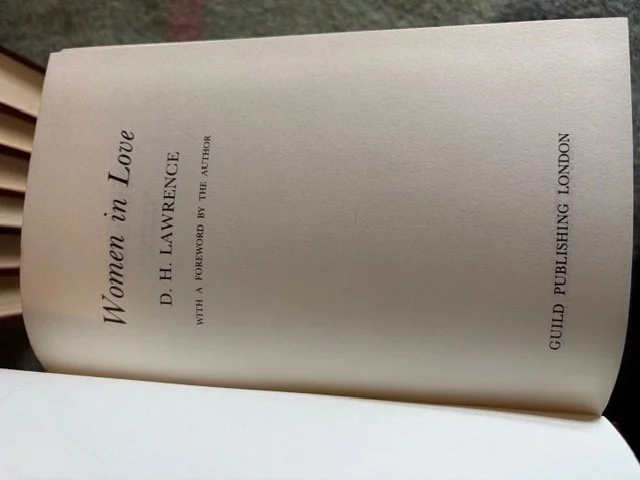 Women in Love
D. H. LAWRENCE
WITH A FOREWORD BY THE AUTHOR
GUILD PUBLISHING LONDON